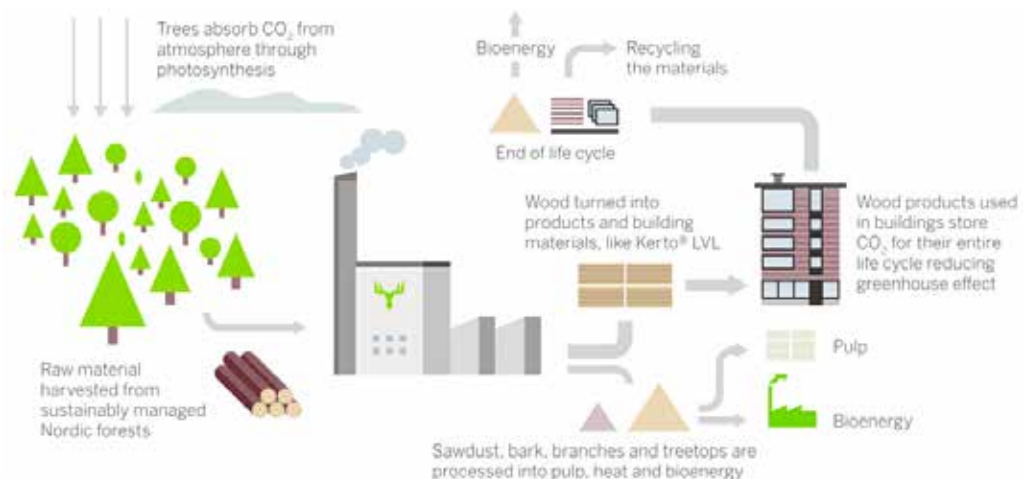 Trees absorb CO₂ from
atmosphere through
photosynthesis
Bioenergy
Recycling
the materials
End of life cycle
Wood turned into
products and building
materials, like Kerto® LVL
Wood products used
in buildings store
CO₂ for their entire
life cycle reducing
greenhouse effect
Raw material
harvested from
sustainably managed
Nordic forests
Pulp
Bioenergy
Sawdust, bark, branches and treetops are
processed into pulp, heat and bioenergy